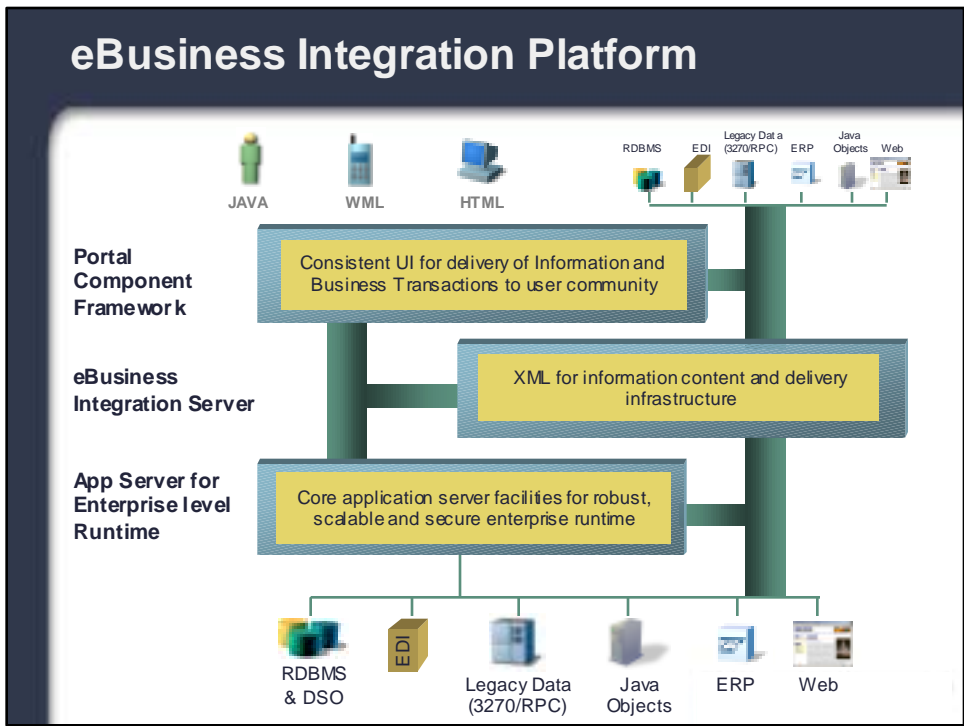 eBusiness Integration Platform
Legacy Data
(3270/RPC)
Java
Objects
RDBMS
EDI
ERP
Web
JAVA
WML
HTML
Portal
Component
Framework
Consistent UI for delivery of Information and
Business Transactions to user community
eBusiness
Integration Server
XML for information content and delivery
infrastructure
App Server for
Enterprise level
Runtime
Core application server facilities for robust,
scalable and secure enterprise runtime
EDI
RDBMS
& DSO
Legacy Data
(3270/RPC)
Java
Objects
ERP
Web